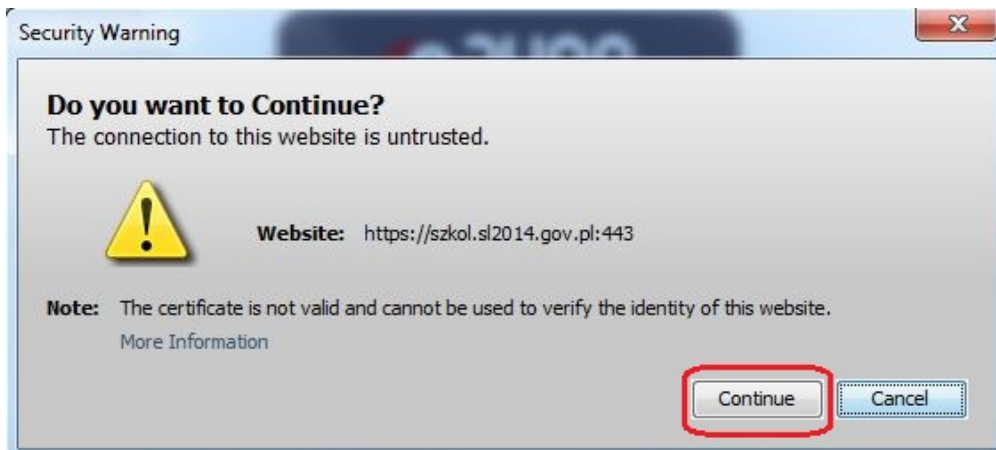 Security Warning
Do you want to Continue?
The connection to this website is untrusted.
Website: https://szkol.sl2014.gov.pl:443
Note: The certificate is not valid and cannot be used to verify the identity of this website.
More Information
Continue Cancel